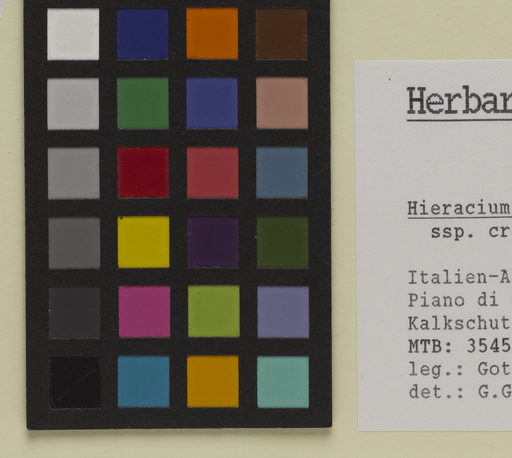 Herbar
Hieracium
ssp. cr
Italien-A
Piano di
Kalkschut
MTB: 3545
leg.: Got
det.: G.G